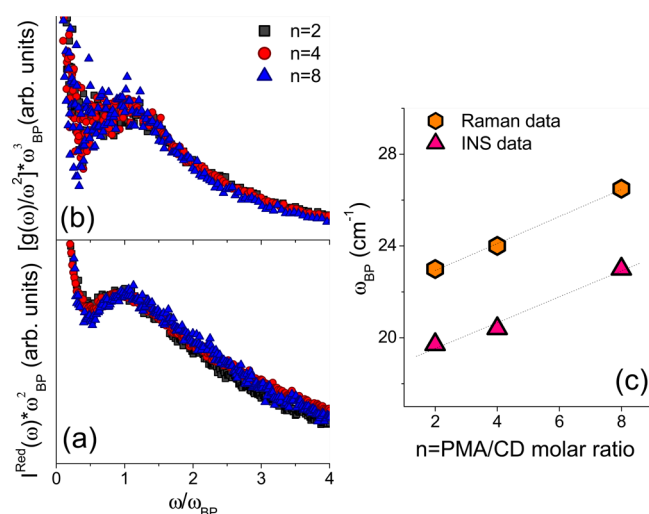 [g(ω)/ω²]*ω³BP (arb. units)
n=2
n=4
n=8
(b)
I^Red(ω)*ω²BP (arb. units)
(a)
0 1 2 3 4
ω/ωBP
Raman data
INS data
ωBP (cm-1)
28
24
20
(c)
2 4 6 8
n=PMA/CD molar ratio